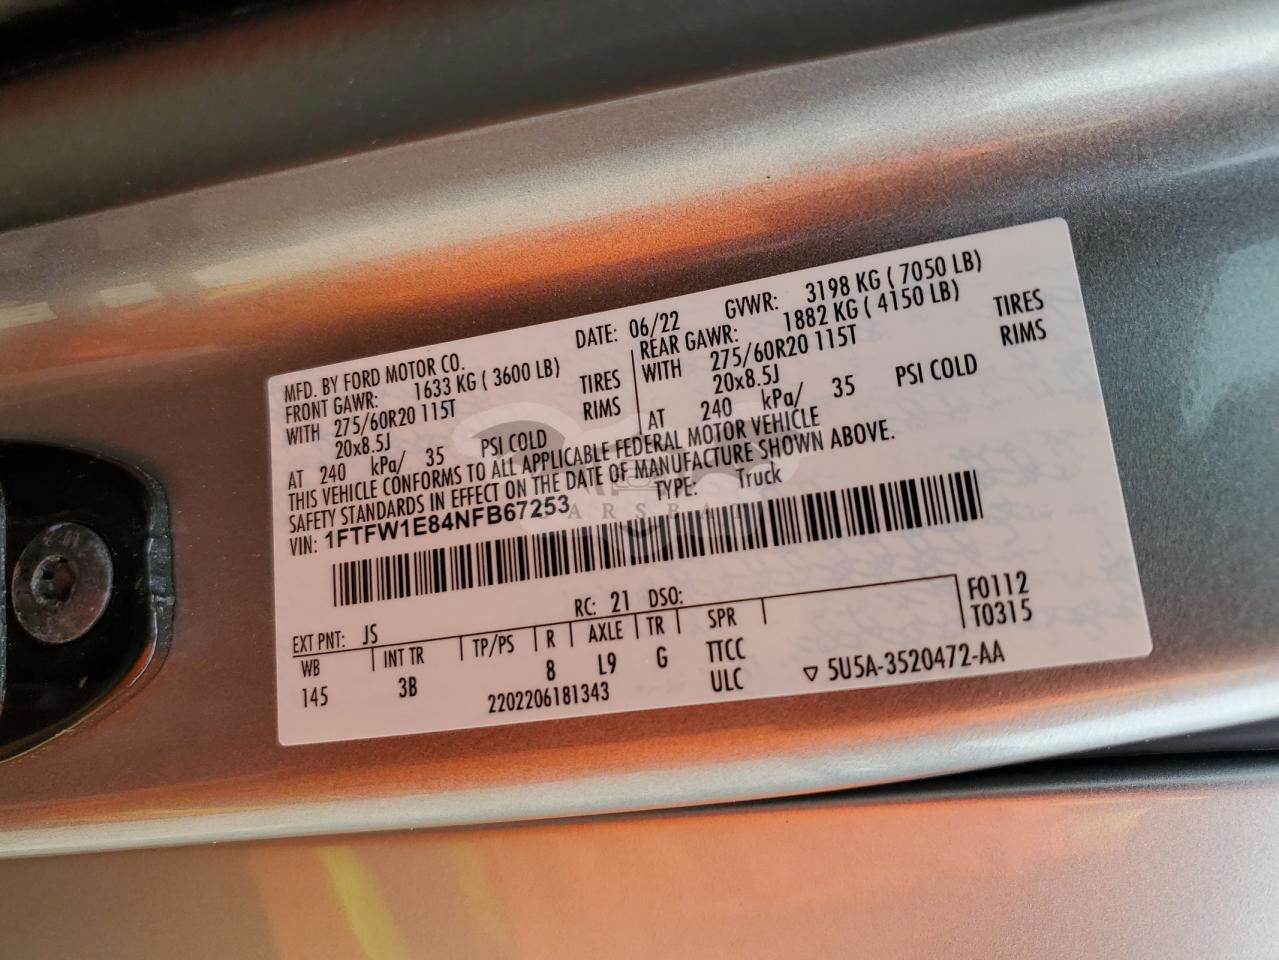 MFD. BY FORD MOTOR CO. DATE: 06/22 GVWR: 3198 KG ( 7050 LB)
FRONT GAWR: 1633 KG ( 3600 LB) REAR GAWR: 1882 KG ( 4150 LB)
WITH 275/60R20 115T TIRES WITH 275/60R20 115T TIRES
20x8.5J RIMS 20x8.5J RIMS
AT 240 kPa/ 35 PSI COLD AT 240 kPa/ 35 PSI COLD
THIS VEHICLE CONFORMS TO ALL APPLICABLE FEDERAL MOTOR VEHICLE
SAFETY STANDARDS IN EFFECT ON THE DATE OF MANUFACTURE SHOWN ABOVE.
VIN: 1FTFW1E84NFB67253 TYPE: Truck
EXT PNT: JS RC: 21 DSO: F0112
WB INT TR TP/PS R AXLE TR SPR T0315
145 3B 8 L9 G TTCC
2202206181343 ULC ▽ 5U5A-3520472-AA